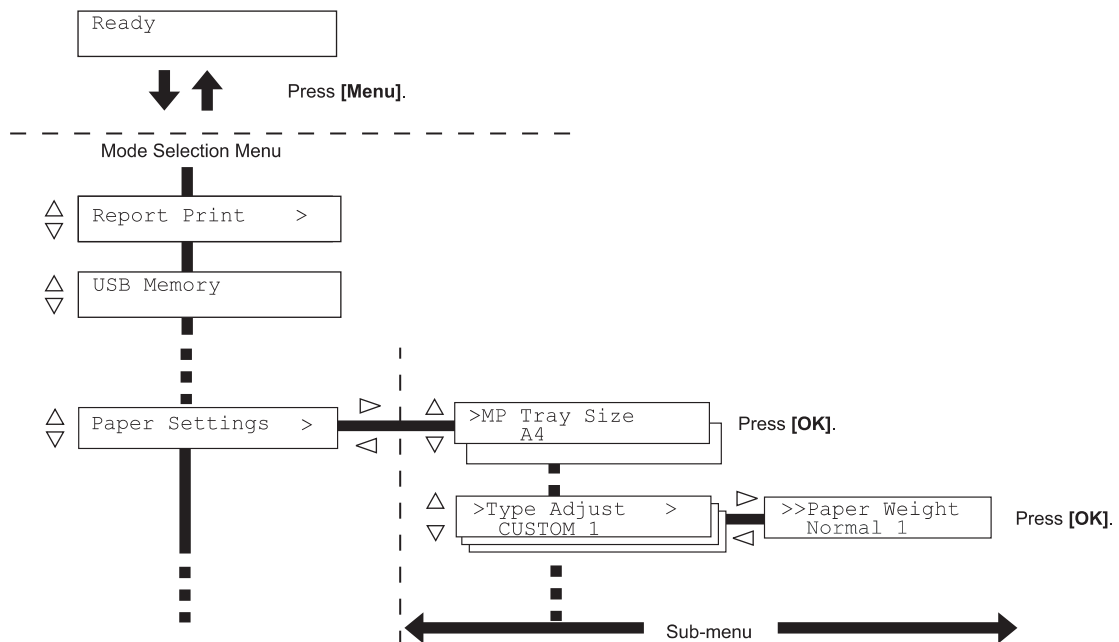 Ready
Press [Menu].
Mode Selection Menu
Report Print >
USB Memory
Paper Settings >
>MP Tray Size
A4
Press [OK].
>Type Adjust >
CUSTOM 1
>>Paper Weight
Normal 1
Press [OK].
Sub-menu